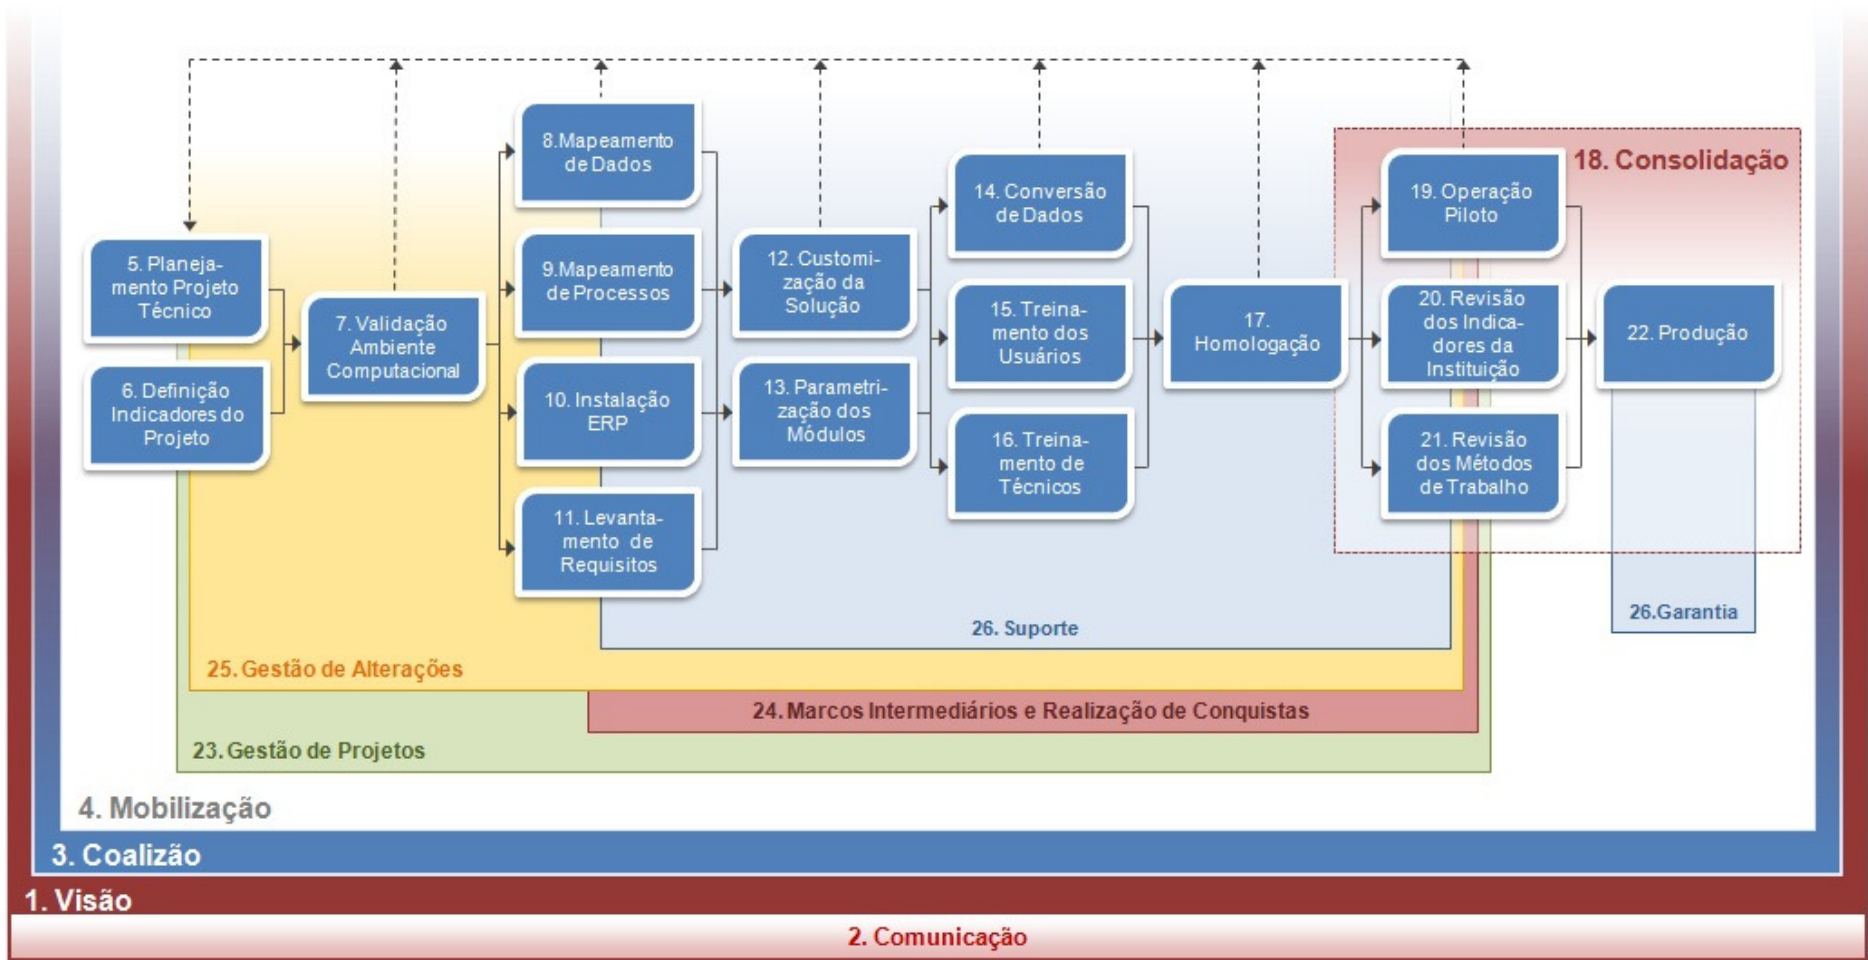 18. Consolidação
8.Mapeamento
de Dados
14. Conversão
de Dados
19. Operação
Piloto
5. Planeja-
mento Projeto
Técnico
9.Mapeamento
de Processos
12. Customi-
zação da
Solução
7. Validação
Ambiente
Computacional
15. Treina-
mento dos
Usuários
17.
Homologação
20. Revisão
dos Indica-
dores da
Instituição
22. Produção
6. Definição
Indicadores do
Projeto
10. Instalação
ERP
13. Parametri-
zação dos
Módulos
16. Treina-
mento de
Técnicos
21. Revisão
dos Métodos
de Trabalho
11. Levanta-
mento de
Requisitos
26. Suporte
26.Garantia
25. Gestão de Alterações
24. Marcos Intermediários e Realização de Conquistas
23. Gestão de Projetos
4. Mobilização
3. Coalizão
1. Visão
2. Comunicação